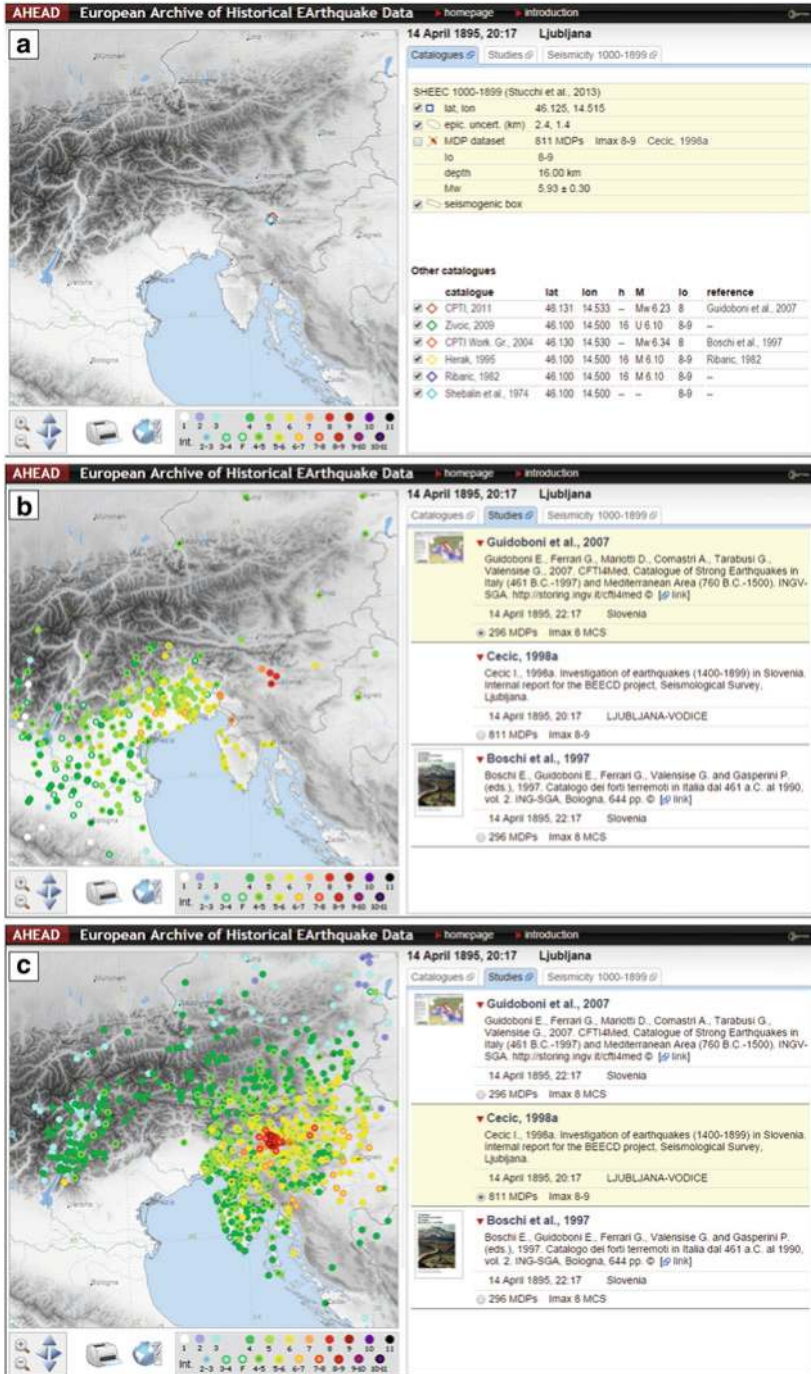 AHEAD European Archive of Historical EArthquake Data homepage introduction
a
14 April 1895, 20:17 Ljubljana
Catalogues Studies Seismicity 1000-1899
SHEEC 1000-1899 (Stucchi et al., 2013)
lat, lon 46.125, 14.515
epic. uncert. (km) 2.4, 1.4
MDP dataset 811 MDPs Imax 8-9 Cecic, 1998a
Io 8-9
depth 16.00 km
Mw 5.93 ± 0.30
seismogenic box
Other catalogues
catalogue lat lon h M Io reference
CPTI, 2011 46.131 14.533 -- Mw 6.23 8 Guidoboni et al., 2007
Zivcic, 2009 46.100 14.500 16 U 6.10 8-9 --
CPTI Work. Gr., 2004 46.130 14.530 -- Mw 6.34 8 Boschi et al., 1997
Herak, 1995 46.100 14.500 16 M 6.10 8-9 Ribaric, 1982
Ribaric, 1982 46.100 14.500 16 M 6.10 8-9 --
Shebalin et al., 1974 46.100 14.500 -- -- 8-9 --
1 2 3 4 5 6 7 8 9 10 11
Int. 2-3 3-4 F 4-5 5-6 6-7 7-8 8-9 9-10 10-11
AHEAD European Archive of Historical EArthquake Data homepage introduction
b
14 April 1895, 20:17 Ljubljana
Catalogues Studies Seismicity 1000-1899
Guidoboni et al., 2007
Guidoboni E., Ferrari G., Mariotti D., Comastri A., Tarabusi G.,
Valensise G., 2007. CFTI4Med, Catalogue of Strong Earthquakes in
Italy (461 B.C.-1997) and Mediterranean Area (760 B.C.-1500). INGV-
SGA. http://storing.ingv.it/cfti4med © [link]
14 April 1895, 22:17 Slovenia
296 MDPs Imax 8 MCS
Cecic, 1998a
Cecic I., 1998a. Investigation of earthquakes (1400-1899) in Slovenia.
Internal report for the BEECD project, Seismological Survey,
Ljubljana.
14 April 1895, 20:17 LJUBLJANA-VODICE
811 MDPs Imax 8-9
Boschi et al., 1997
Boschi E., Guidoboni E., Ferrari G., Valensise G. and Gasperini P.
(eds.), 1997. Catalogo dei forti terremoti in Italia dal 461 a.C. al 1990,
vol. 2. ING-SGA, Bologna, 644 pp. © [link]
14 April 1895, 22:17 Slovenia
296 MDPs Imax 8 MCS
1 2 3 4 5 6 7 8 9 10 11
Int. 2-3 3-4 F 4-5 5-6 6-7 7-8 8-9 9-10 10-11
AHEAD European Archive of Historical EArthquake Data homepage introduction
c
14 April 1895, 20:17 Ljubljana
Catalogues Studies Seismicity 1000-1899
Guidoboni et al., 2007
Guidoboni E., Ferrari G., Mariotti D., Comastri A., Tarabusi G.,
Valensise G., 2007. CFTI4Med, Catalogue of Strong Earthquakes in
Italy (461 B.C.-1997) and Mediterranean Area (760 B.C.-1500). INGV-
SGA. http://storing.ingv.it/cfti4med © [link]
14 April 1895, 22:17 Slovenia
296 MDPs Imax 8 MCS
Cecic, 1998a
Cecic I., 1998a. Investigation of earthquakes (1400-1899) in Slovenia.
Internal report for the BEECD project, Seismological Survey,
Ljubljana.
14 April 1895, 20:17 LJUBLJANA-VODICE
811 MDPs Imax 8-9
Boschi et al., 1997
Boschi E., Guidoboni E., Ferrari G., Valensise G. and Gasperini P.
(eds.), 1997. Catalogo dei forti terremoti in Italia dal 461 a.C. al 1990,
vol. 2. ING-SGA, Bologna, 644 pp. © [link]
14 April 1895, 22:17 Slovenia
296 MDPs Imax 8 MCS
1 2 3 4 5 6 7 8 9 10 11
Int. 2-3 3-4 F 4-5 5-6 6-7 7-8 8-9 9-10 10-11